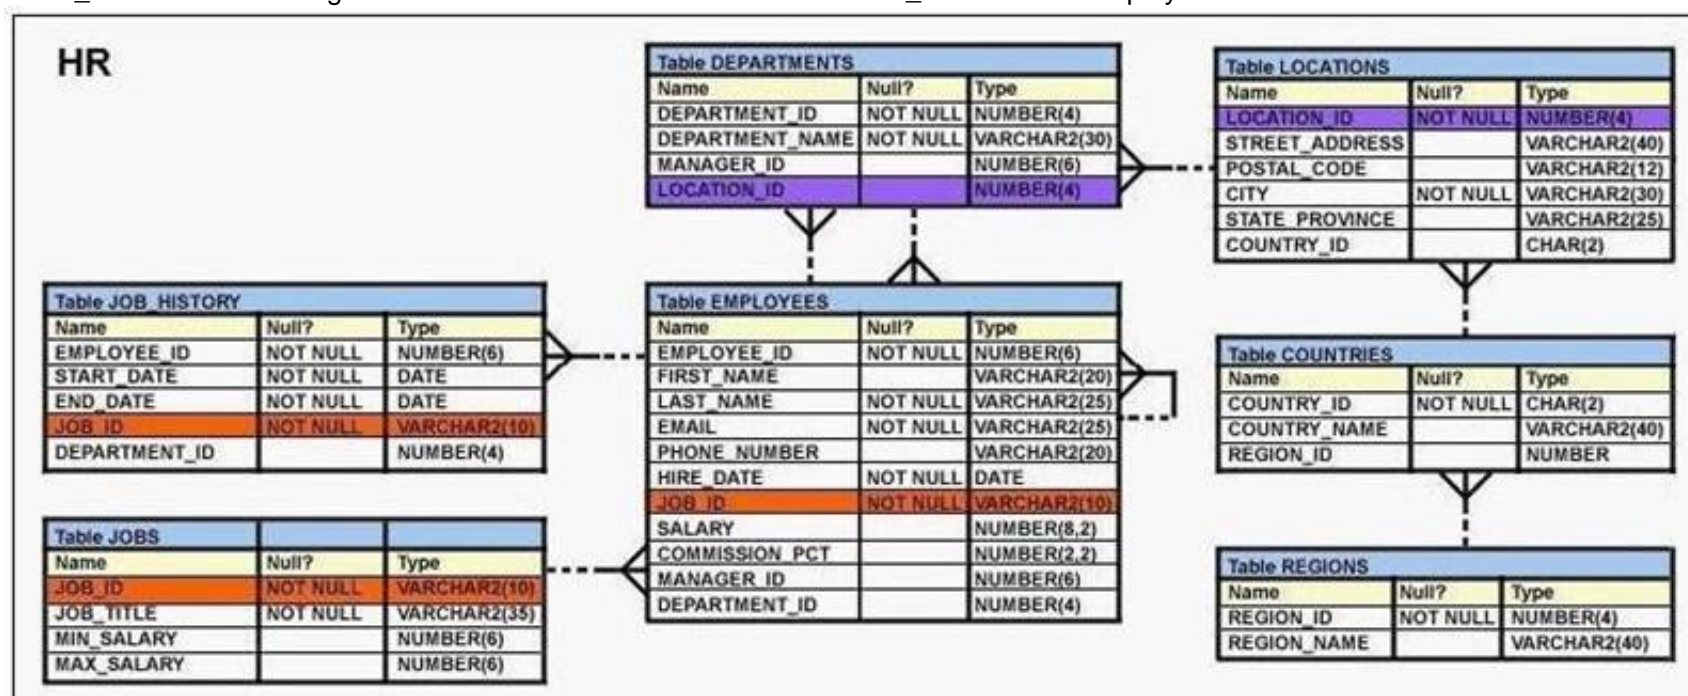 HR
Table DEPARTMENTS
Name Null? Type
DEPARTMENT_ID NOT NULL NUMBER(4)
DEPARTMENT_NAME NOT NULL VARCHAR2(30)
MANAGER_ID NUMBER(6)
LOCATION_ID NUMBER(4)
Table LOCATIONS
Name Null? Type
LOCATION_ID NOT NULL NUMBER(4)
STREET_ADDRESS VARCHAR2(40)
POSTAL_CODE VARCHAR2(12)
CITY NOT NULL VARCHAR2(30)
STATE_PROVINCE VARCHAR2(25)
COUNTRY_ID CHAR(2)
Table JOB_HISTORY
Name Null? Type
EMPLOYEE_ID NOT NULL NUMBER(6)
START_DATE NOT NULL DATE
END_DATE NOT NULL DATE
JOB_ID NOT NULL VARCHAR2(10)
DEPARTMENT_ID NUMBER(4)
Table EMPLOYEES
Name Null? Type
EMPLOYEE_ID NOT NULL NUMBER(6)
FIRST_NAME VARCHAR2(20)
LAST_NAME NOT NULL VARCHAR2(25)
EMAIL NOT NULL VARCHAR2(25)
PHONE_NUMBER VARCHAR2(20)
HIRE_DATE NOT NULL DATE
JOB_ID NOT NULL VARCHAR2(10)
SALARY NUMBER(8,2)
COMMISSION_PCT NUMBER(2,2)
MANAGER_ID NUMBER(6)
DEPARTMENT_ID NUMBER(4)
Table COUNTRIES
Name Null? Type
COUNTRY_ID NOT NULL CHAR(2)
COUNTRY_NAME VARCHAR2(40)
REGION_ID NUMBER
Table JOBS
Name Null? Type
JOB_ID NOT NULL VARCHAR2(10)
JOB_TITLE NOT NULL VARCHAR2(35)
MIN_SALARY NUMBER(6)
MAX_SALARY NUMBER(6)
Table REGIONS
Name Null? Type
REGION_ID NOT NULL NUMBER(4)
REGION_NAME VARCHAR2(40)